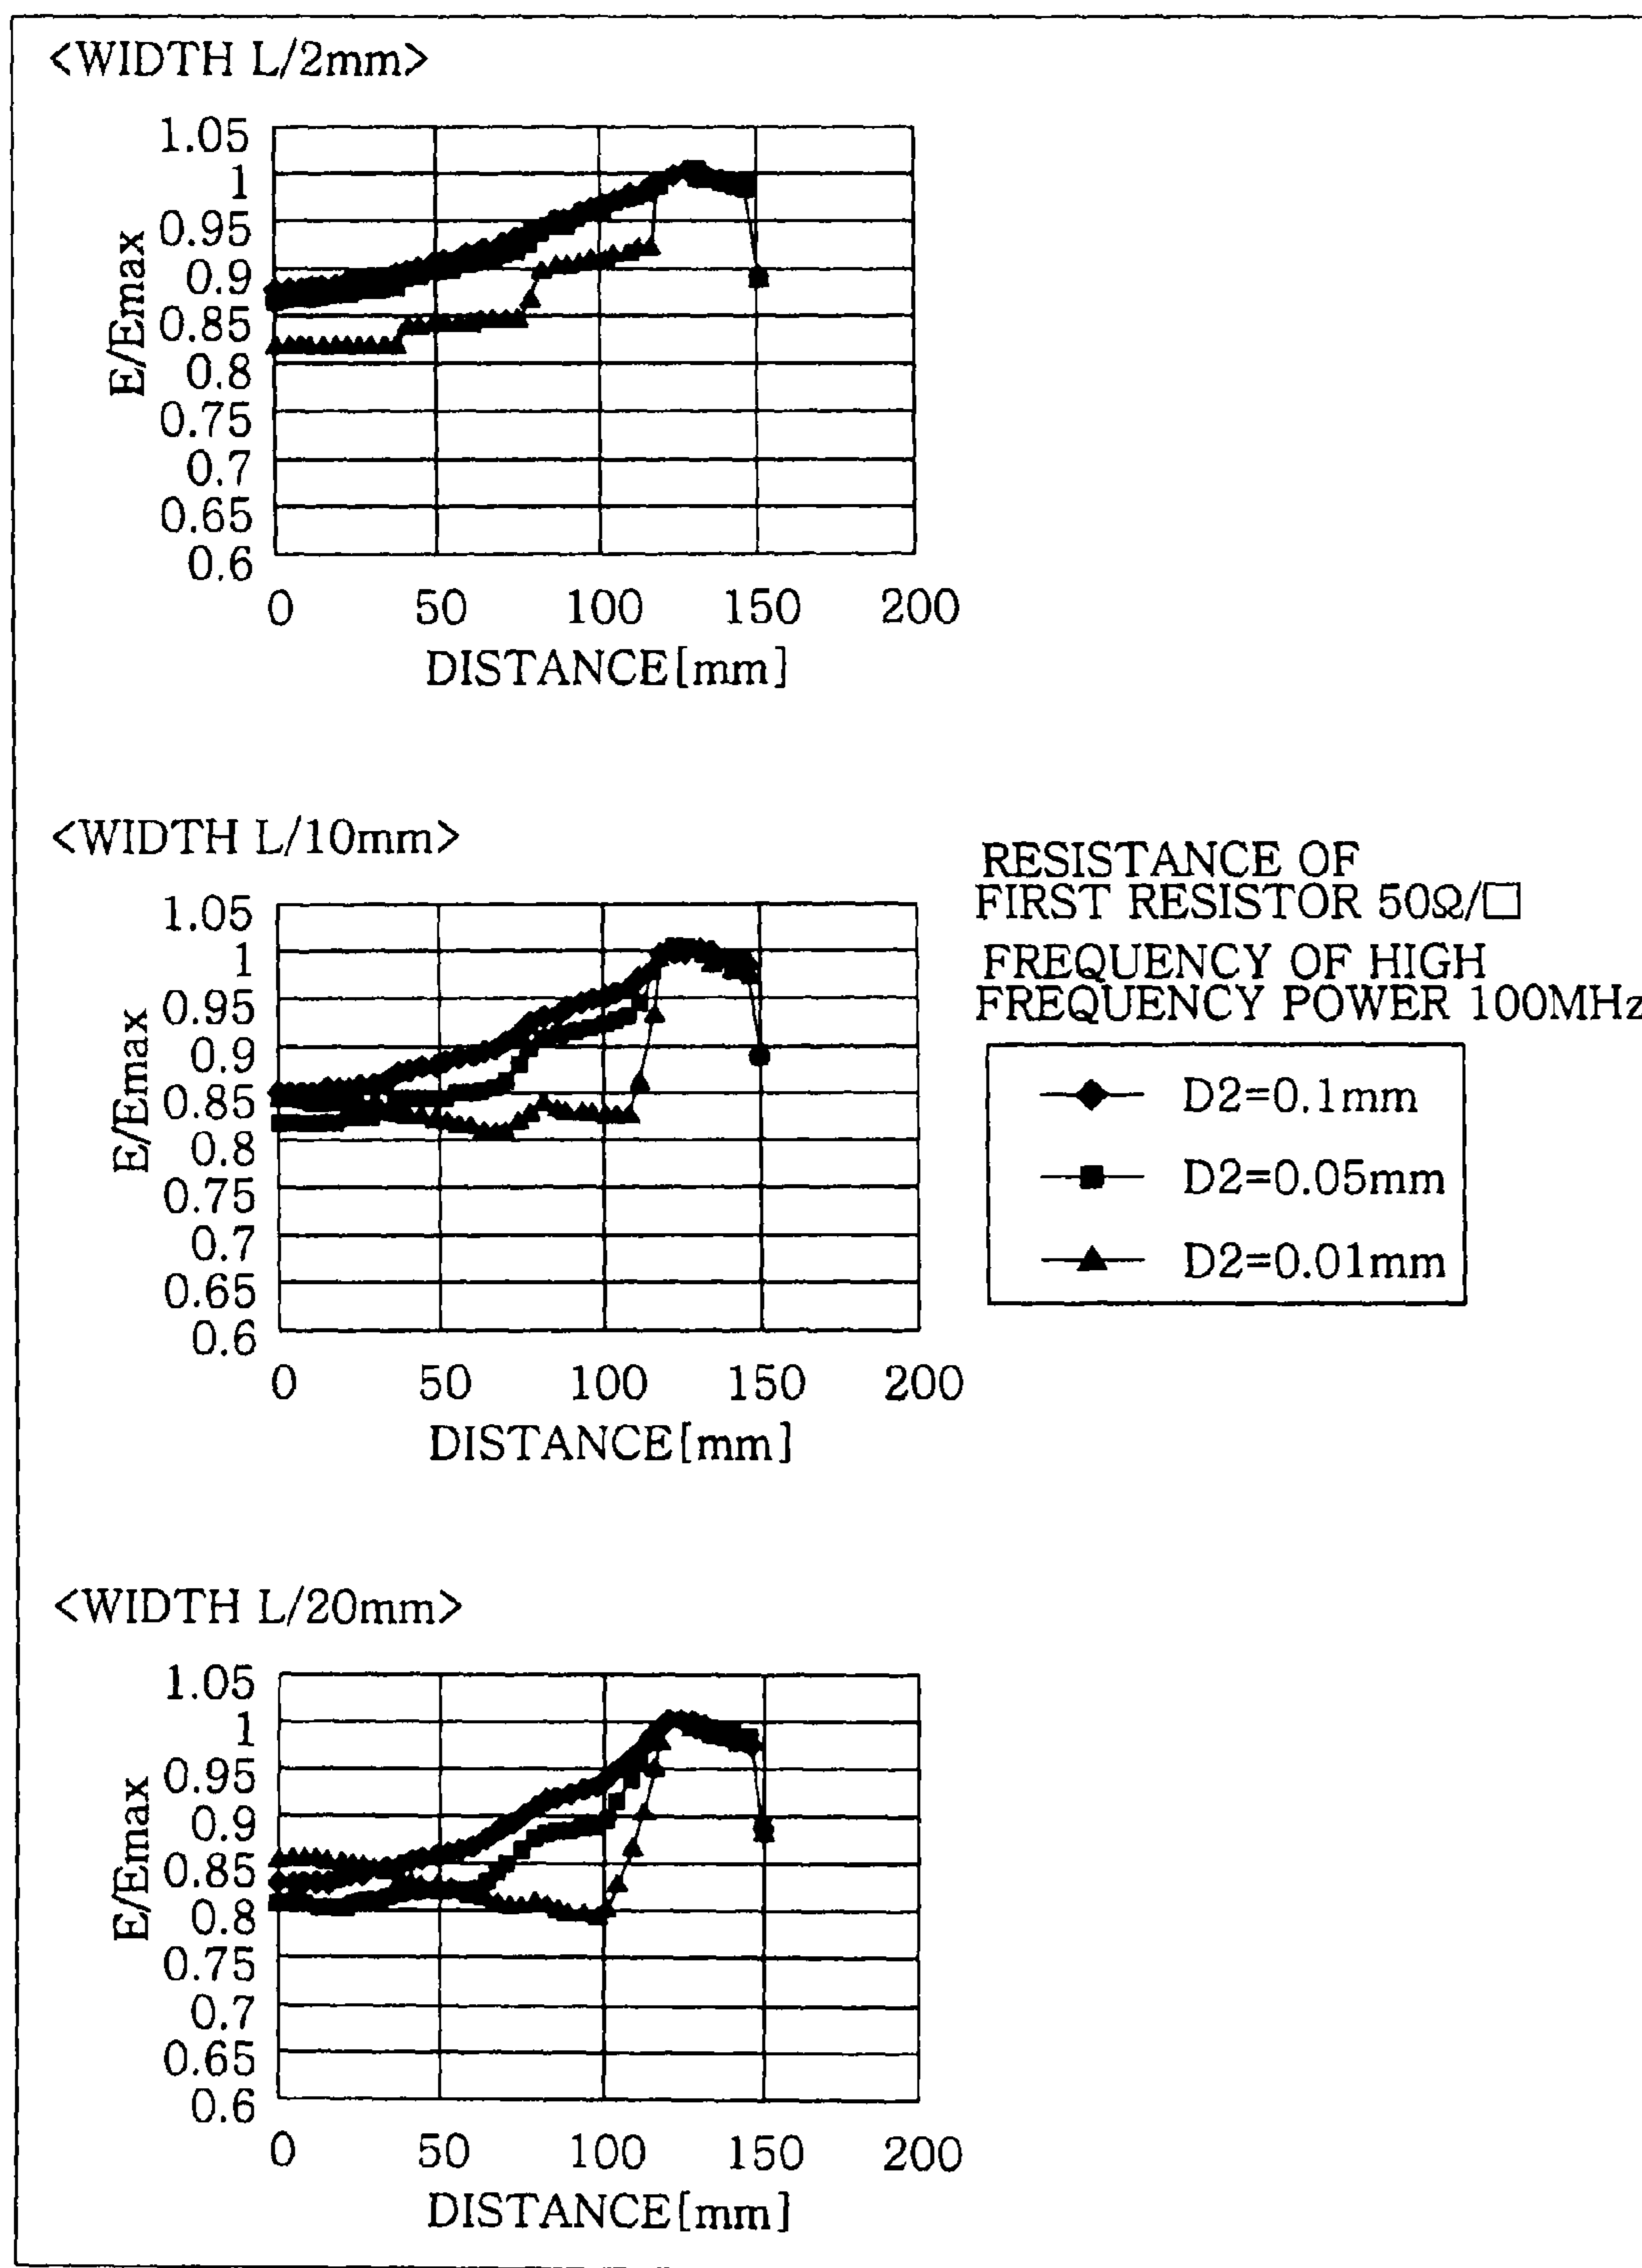 <WIDTH L/2mm>
1.05
1
0.95
0.9
0.85
0.8
0.75
0.7
0.65
0.6
E/Emax
0 50 100 150 200
DISTANCE[mm]
<WIDTH L/10mm>
1.05
1
0.95
0.9
0.85
0.8
0.75
0.7
0.65
0.6
E/Emax
0 50 100 150 200
DISTANCE[mm]
RESISTANCE OF
FIRST RESISTOR 50Ω/□
FREQUENCY OF HIGH
FREQUENCY POWER 100MHz
D2=0.1mm
D2=0.05mm
D2=0.01mm
<WIDTH L/20mm>
1.05
1
0.95
0.9
0.85
0.8
0.75
0.7
0.65
0.6
E/Emax
0 50 100 150 200
DISTANCE[mm]